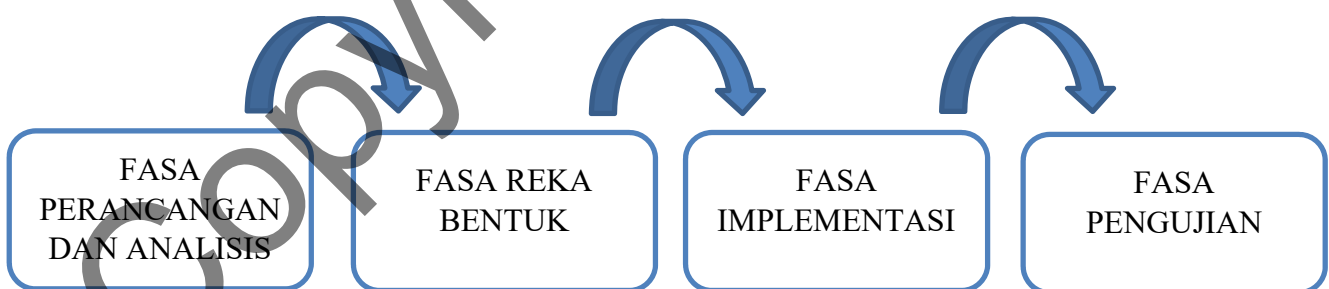 FASA
PERANCANGAN
DAN ANALISIS
FASA REKA
BENTUK
FASA
IMPLEMENTASI
FASA
PENGUJIAN